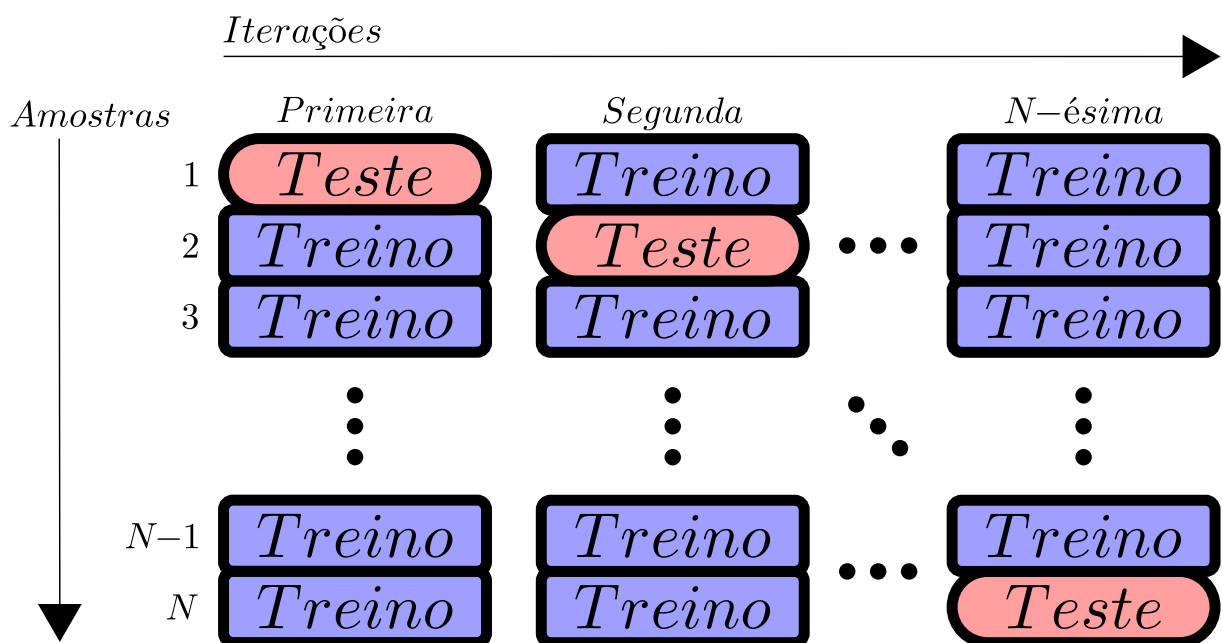 Iterações
Amostras
Primeira Segunda N–ésima
1 Teste Treino Treino
2 Treino Teste Treino
3 Treino Treino Treino
N–1 Treino Treino Treino
N Treino Treino Teste